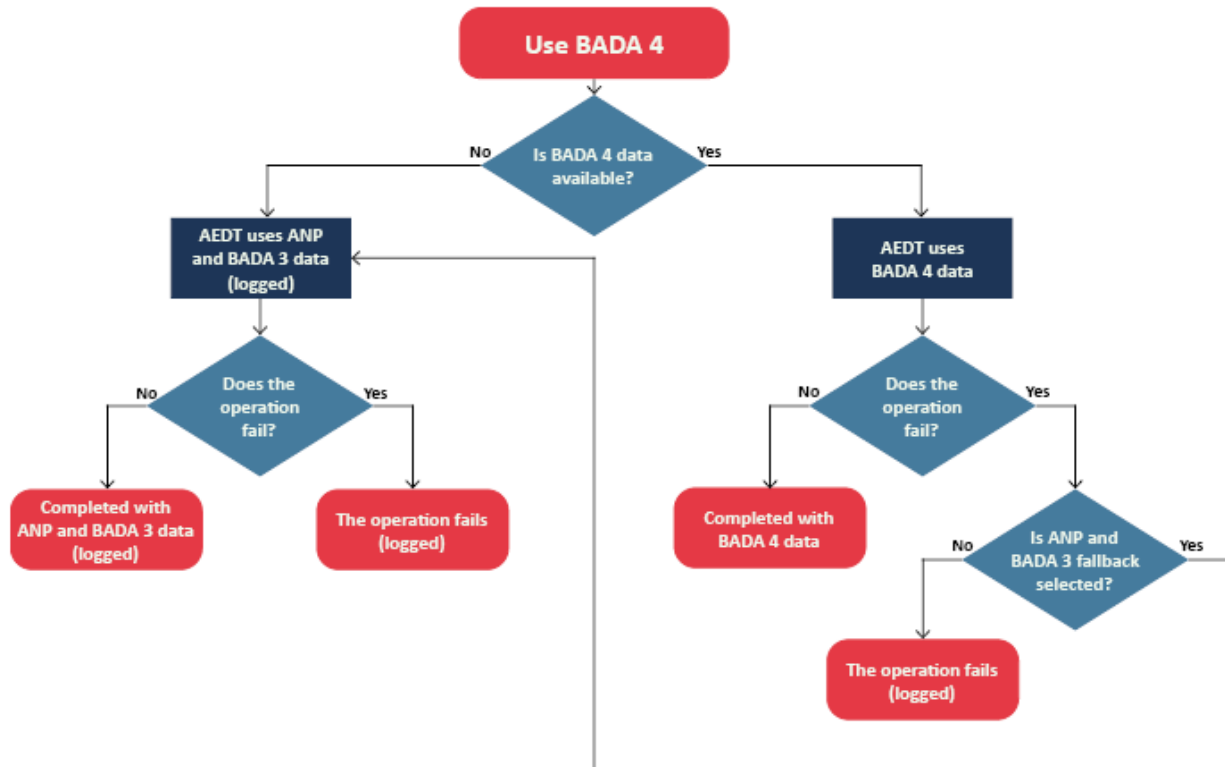 Use BADA 4
Is BADA 4 data
available?
No
Yes
AEDT uses ANP
and BADA 3 data
(logged)
AEDT uses
BADA 4 data
Does the
operation
fail?
No
Yes
Does the
operation
fail?
No
Yes
Completed with
ANP and BADA 3 data
(logged)
The operation fails
(logged)
Completed with
BADA 4 data
Is ANP and
BADA 3 fallback
selected?
No
Yes
The operation fails
(logged)